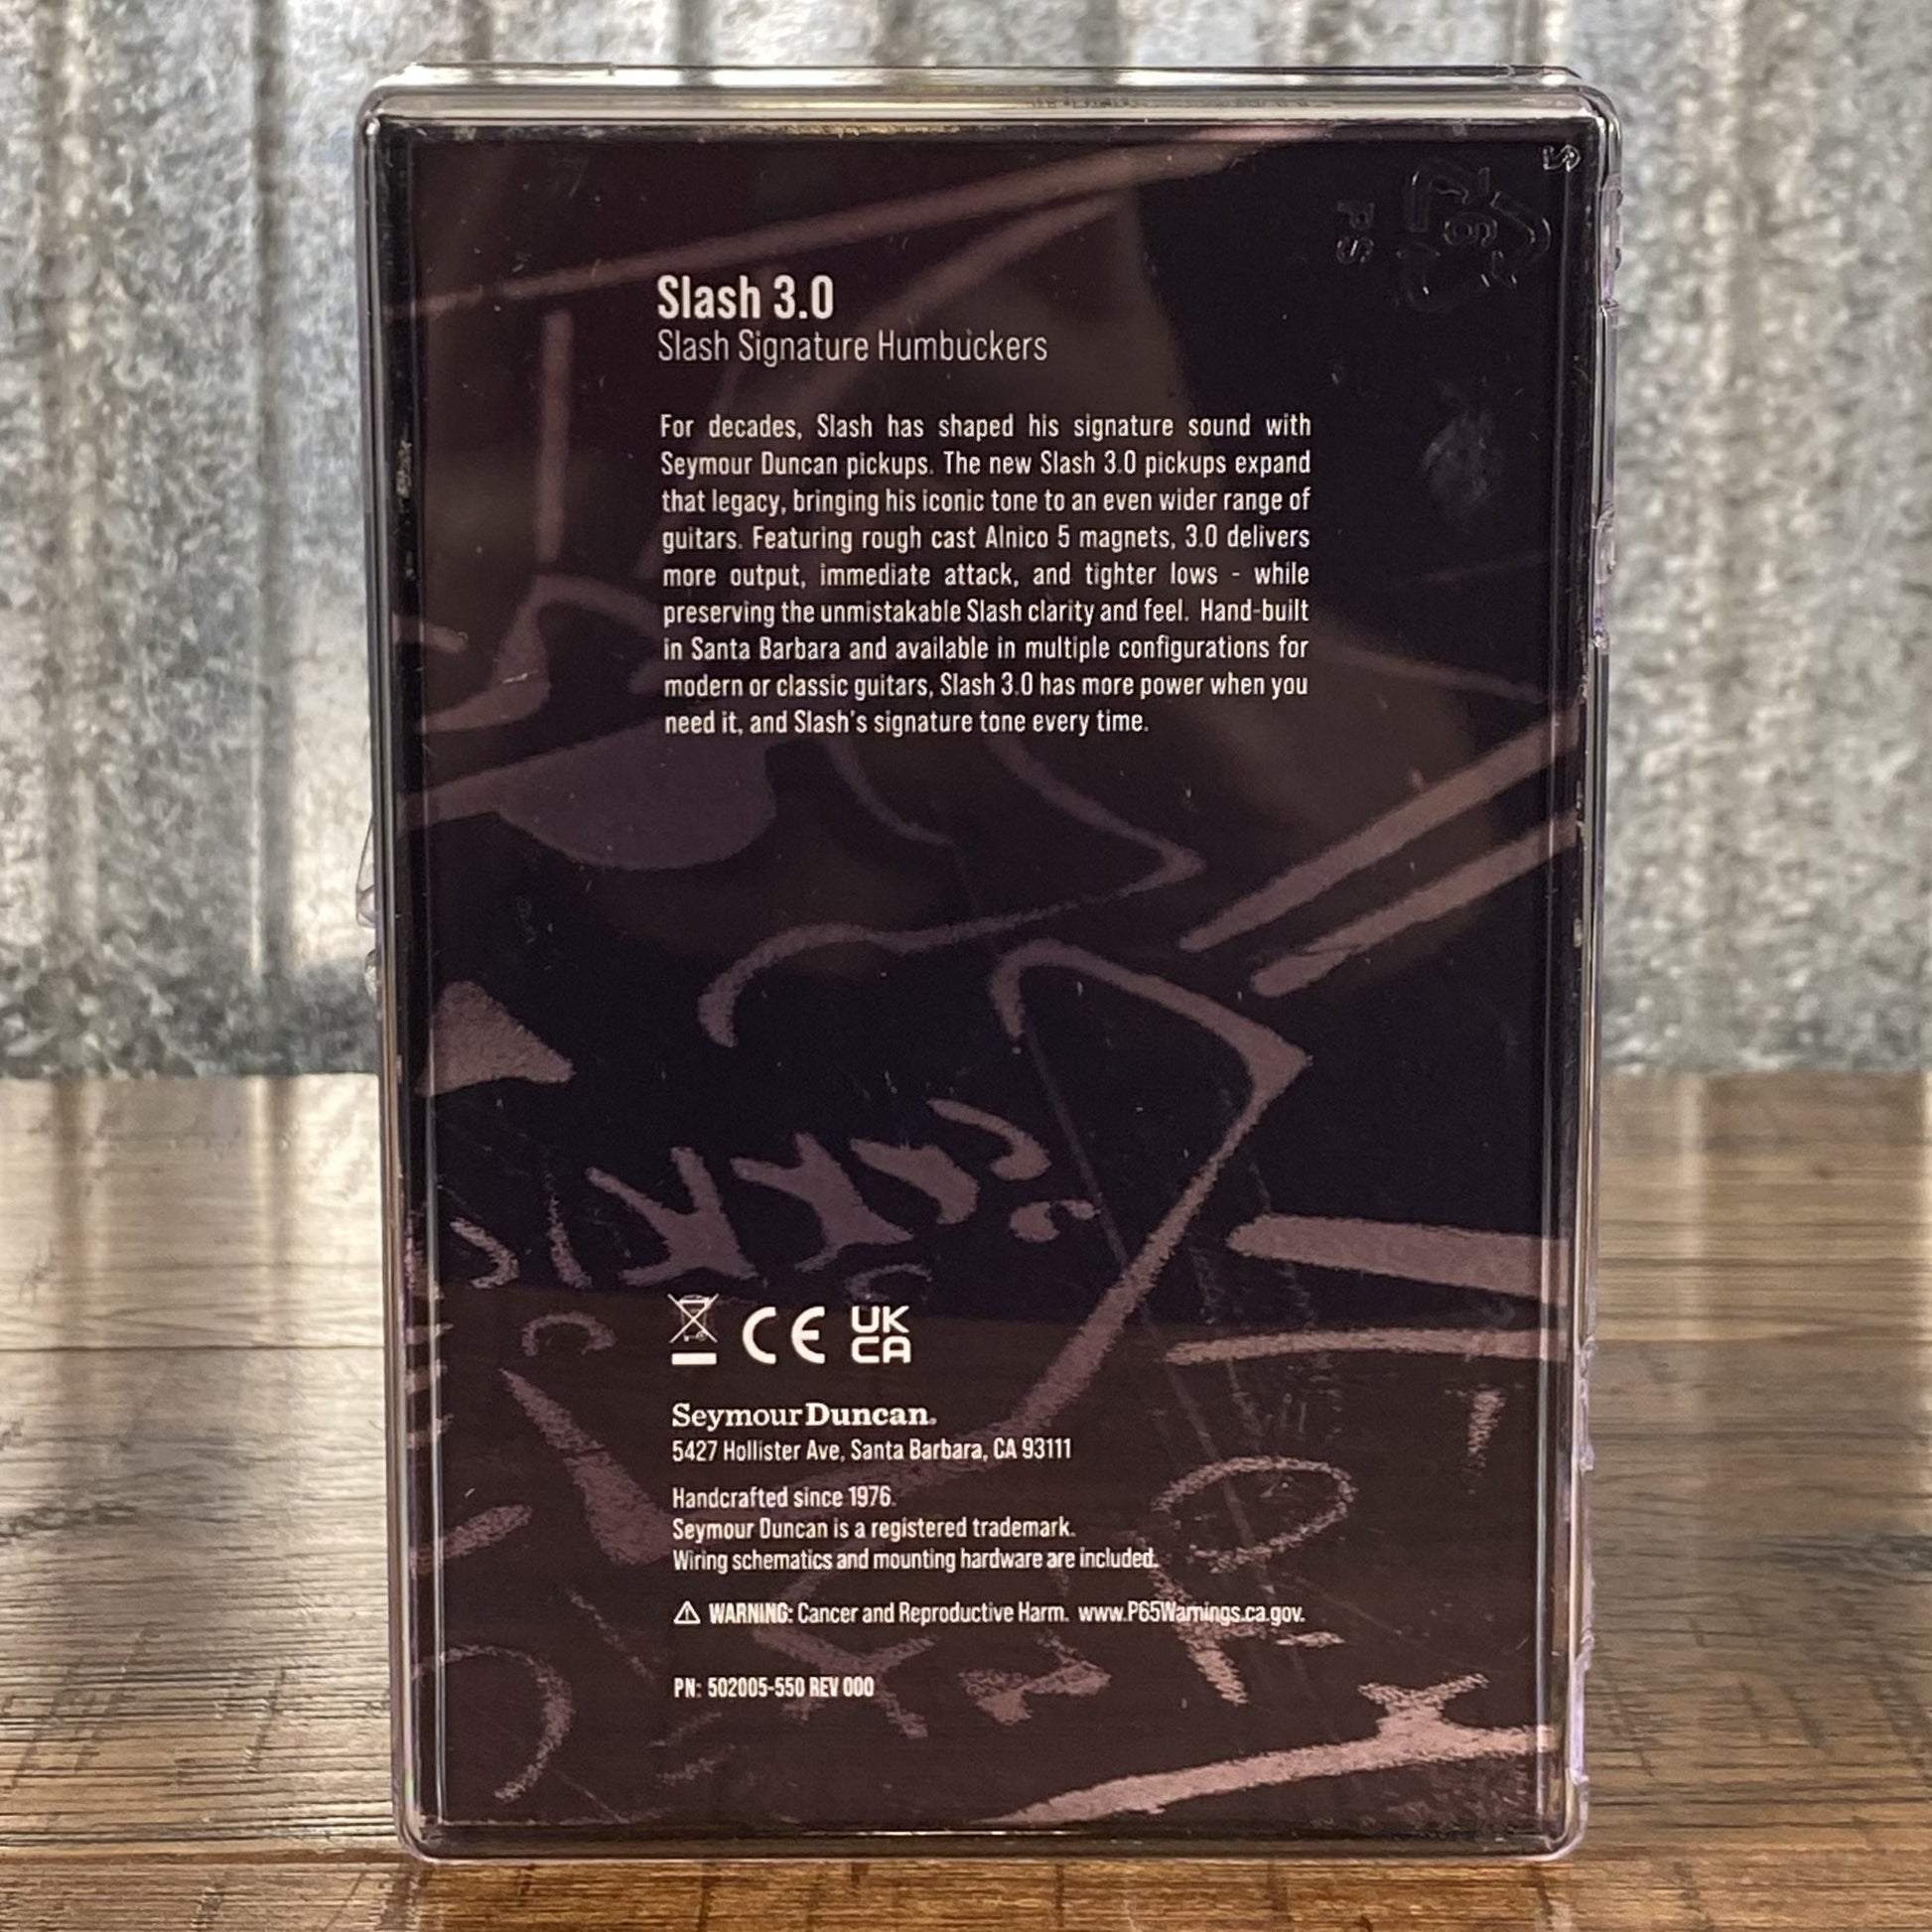 PS
6
Slash 3.0
Slash Signature Humbuckers
For decades, Slash has shaped his signature sound with
Seymour Duncan pickups. The new Slash 3.0 pickups expand
that legacy, bringing his iconic tone to an even wider range of
guitars. Featuring rough cast Alnico 5 magnets, 3.0 delivers
more output, immediate attack, and tighter lows - while
preserving the unmistakable Slash clarity and feel. Hand-built
in Santa Barbara and available in multiple configurations for
modern or classic guitars, Slash 3.0 has more power when you
need it, and Slash's signature tone every time.
CE UK
CA
Seymour Duncan.
5427 Hollister Ave, Santa Barbara, CA 93111
Handcrafted since 1976.
Seymour Duncan is a registered trademark.
Wiring schematics and mounting hardware are included.
⚠ WARNING: Cancer and Reproductive Harm. www.P65Warnings.ca.gov.
PN: 502005-550 REV 000